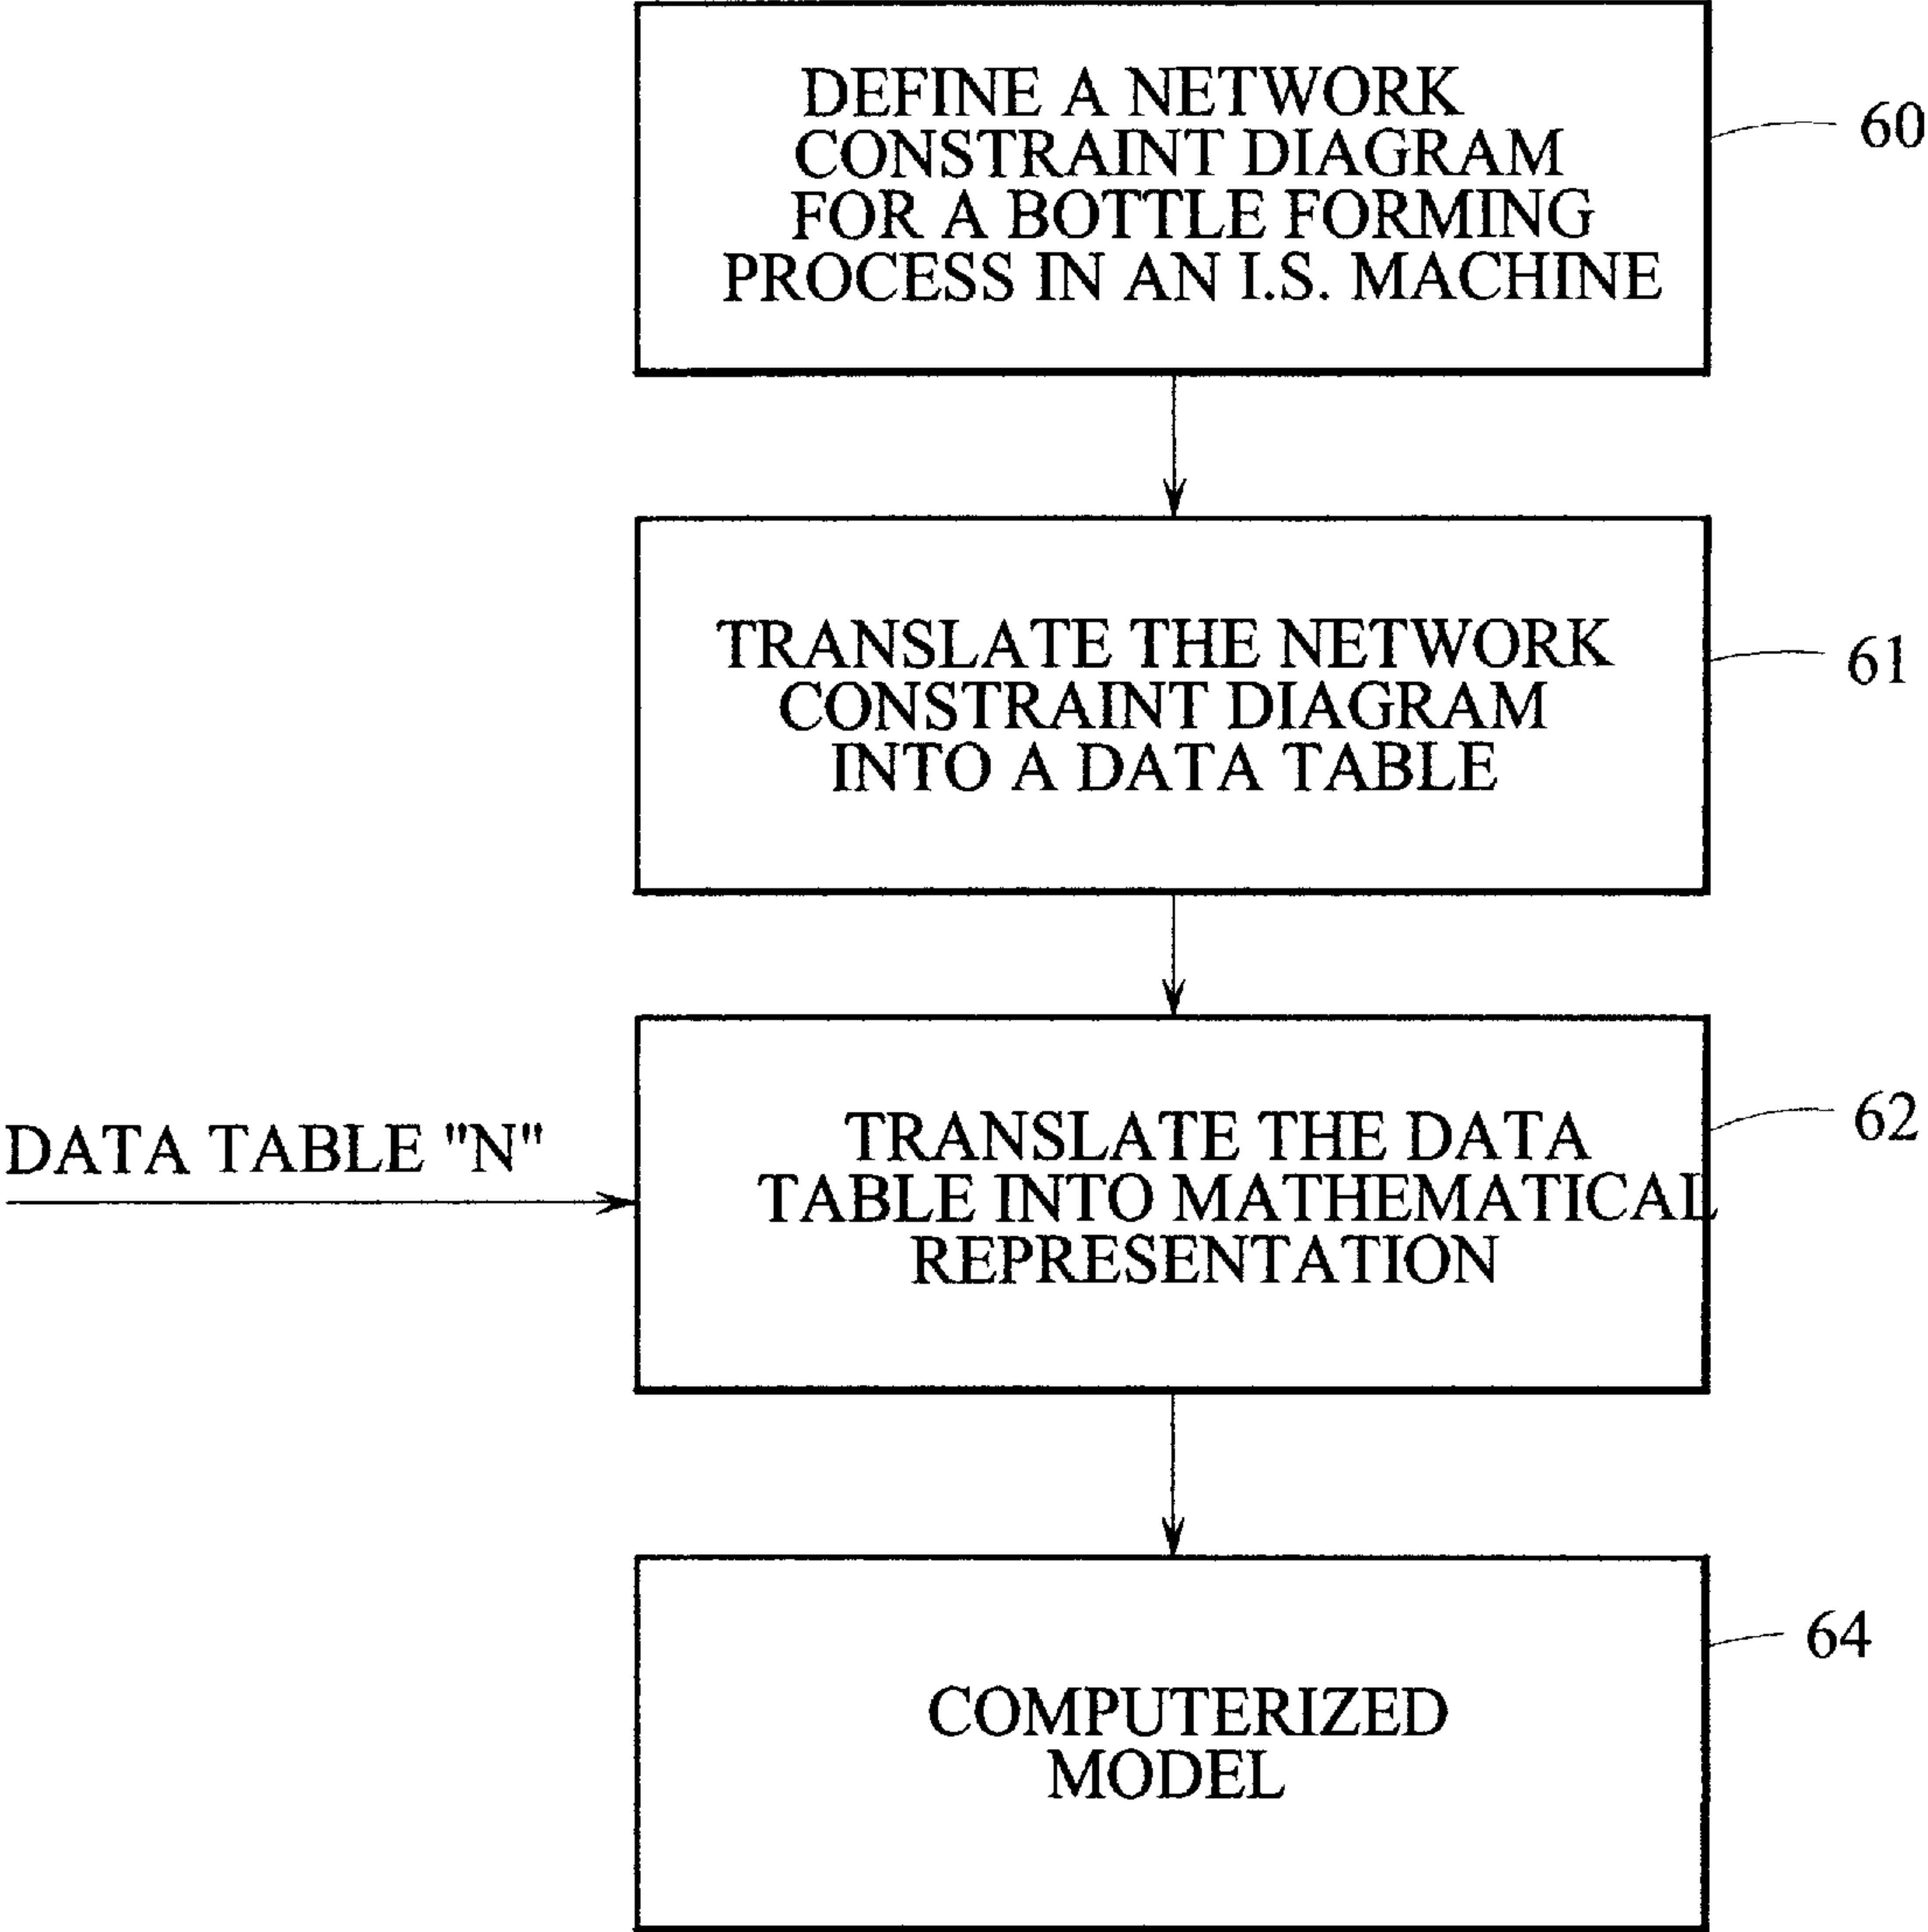 DEFINE A NETWORK
CONSTRAINT DIAGRAM
FOR A BOTTLE FORMING
PROCESS IN AN I.S. MACHINE
60
TRANSLATE THE NETWORK
CONSTRAINT DIAGRAM
INTO A DATA TABLE
61
DATA TABLE "N"
TRANSLATE THE DATA
TABLE INTO MATHEMATICAL
REPRESENTATION
62
COMPUTERIZED
MODEL
64